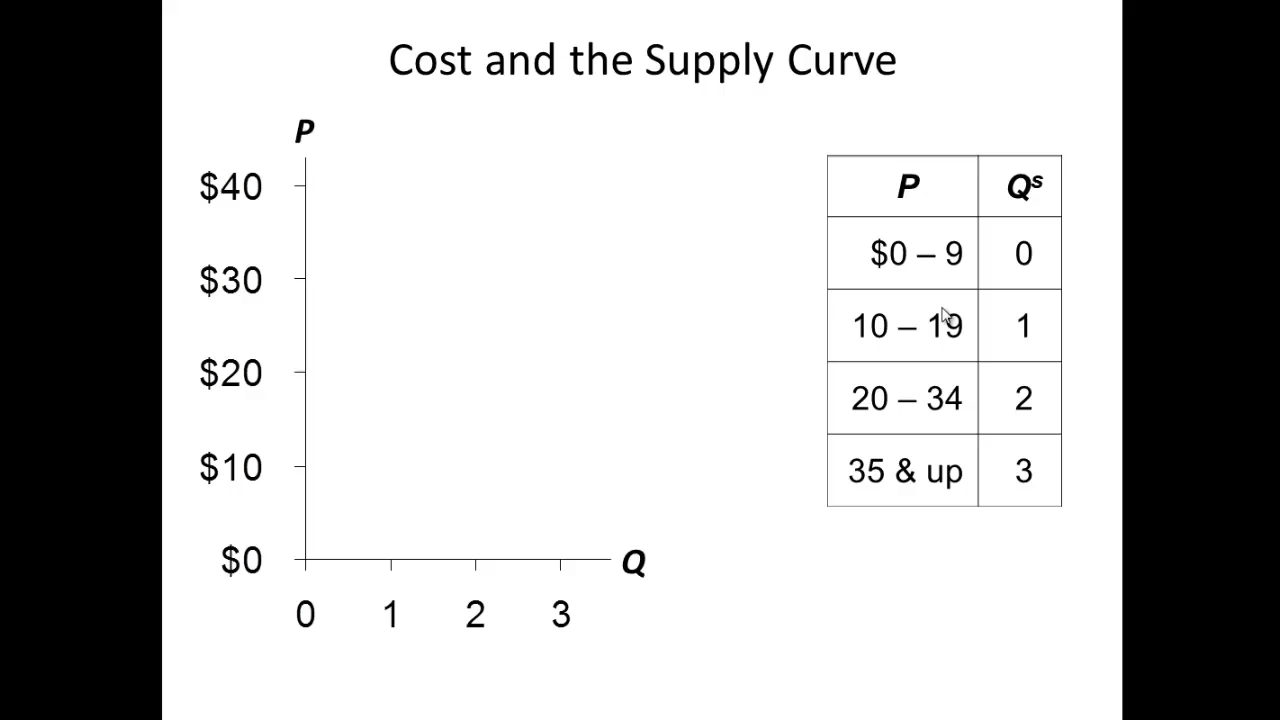 Cost and the Supply Curve
P
$40
$30
$20
$10
$0
Q
0 1 2 3
P Qˢ
$0 – 9 0
10 – 19 1
20 – 34 2
35 & up 3